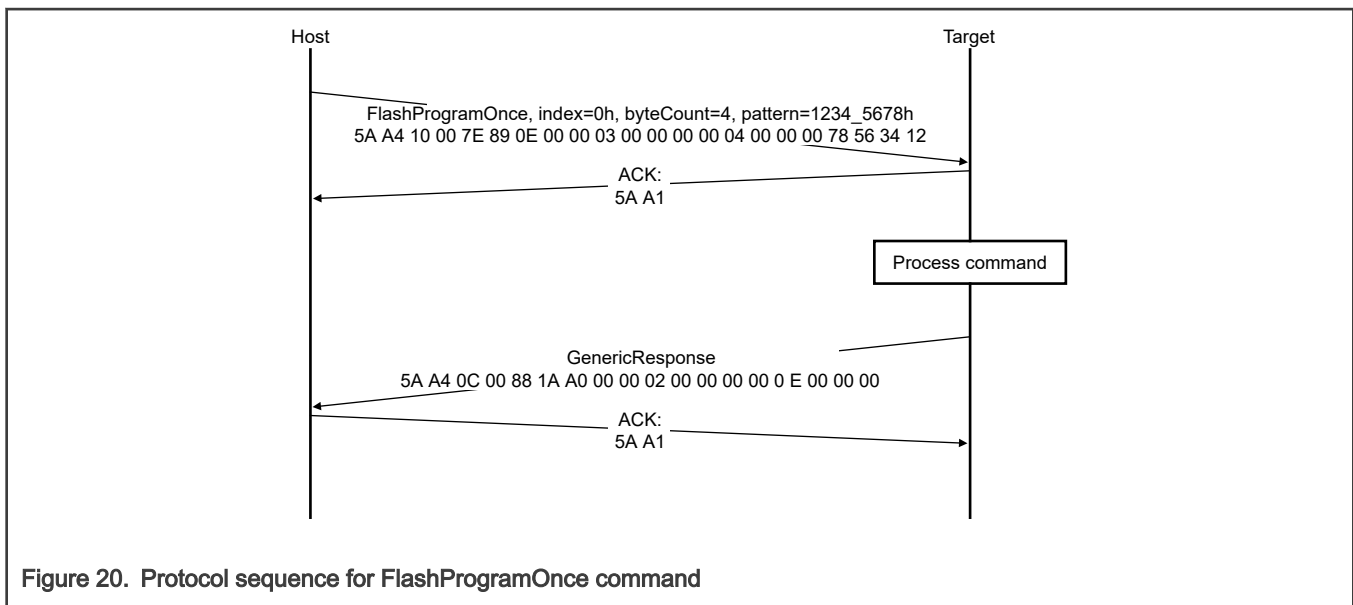 Host
Target
FlashProgramOnce, index=0h, byteCount=4, pattern=1234_5678h
5A A4 10 00 7E 89 0E 00 00 03 00 00 00 00 04 00 00 00 78 56 34 12
ACK:
5A A1
Process command
GenericResponse
5A A4 0C 00 88 1A A0 00 00 02 00 00 00 00 0 E 00 00 00
ACK:
5A A1
Figure 20. Protocol sequence for FlashProgramOnce command